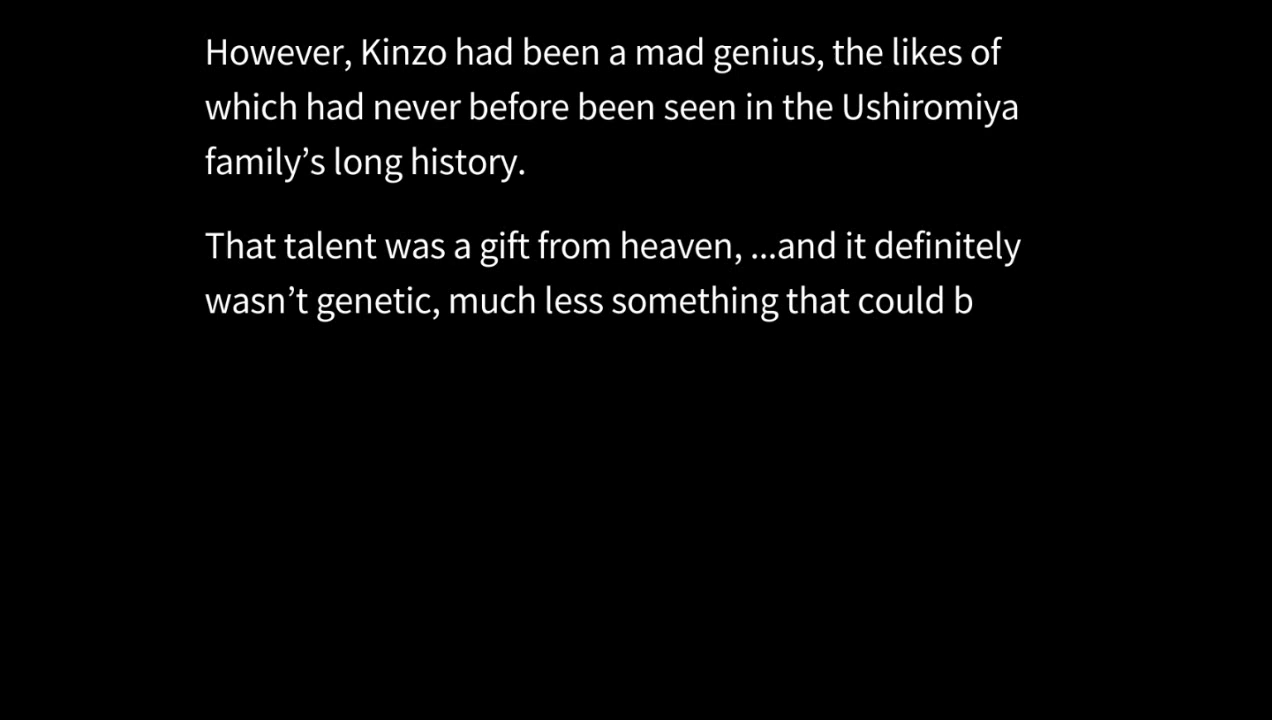 However, Kinzo had been a mad genius, the likes of
which had never before been seen in the Ushiromiya
family’s long history.
That talent was a gift from heaven, ...and it definitely
wasn’t genetic, much less something that could b